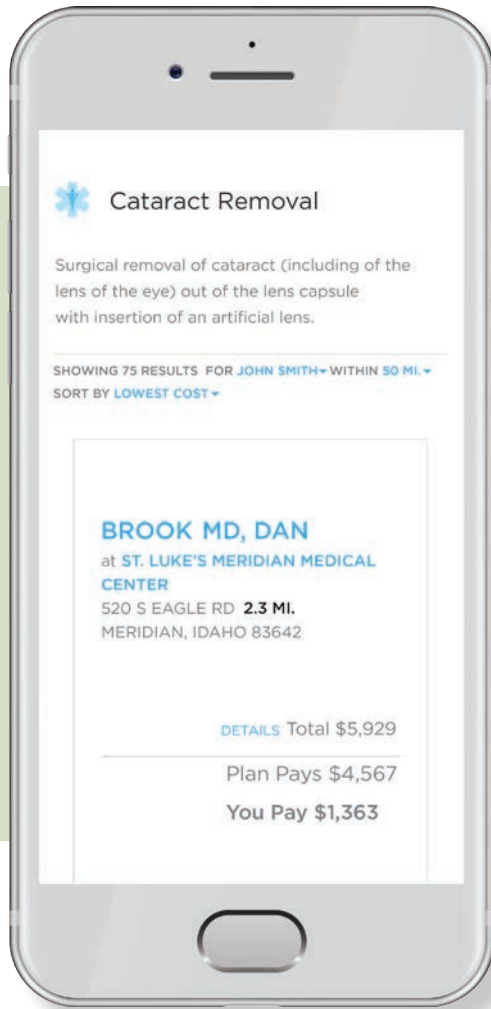 Cataract Removal
Surgical removal of cataract (including of the
lens of the eye) out of the lens capsule
with insertion of an artificial lens.
SHOWING 75 RESULTS FOR JOHN SMITH WITHIN 50 MI.
SORT BY LOWEST COST
BROOK MD, DAN
at ST. LUKE'S MERIDIAN MEDICAL
CENTER
520 S EAGLE RD 2.3 MI.
MERIDIAN, IDAHO 83642
DETAILS Total $5,929
Plan Pays $4,567
You Pay $1,363